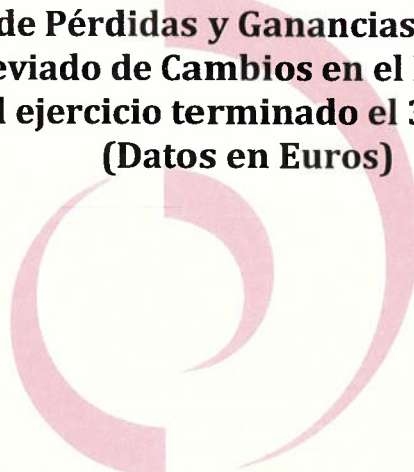 de Pérdidas y Ganancias
eviado de Cambios en el
l ejercicio terminado el 3
(Datos en Euros)